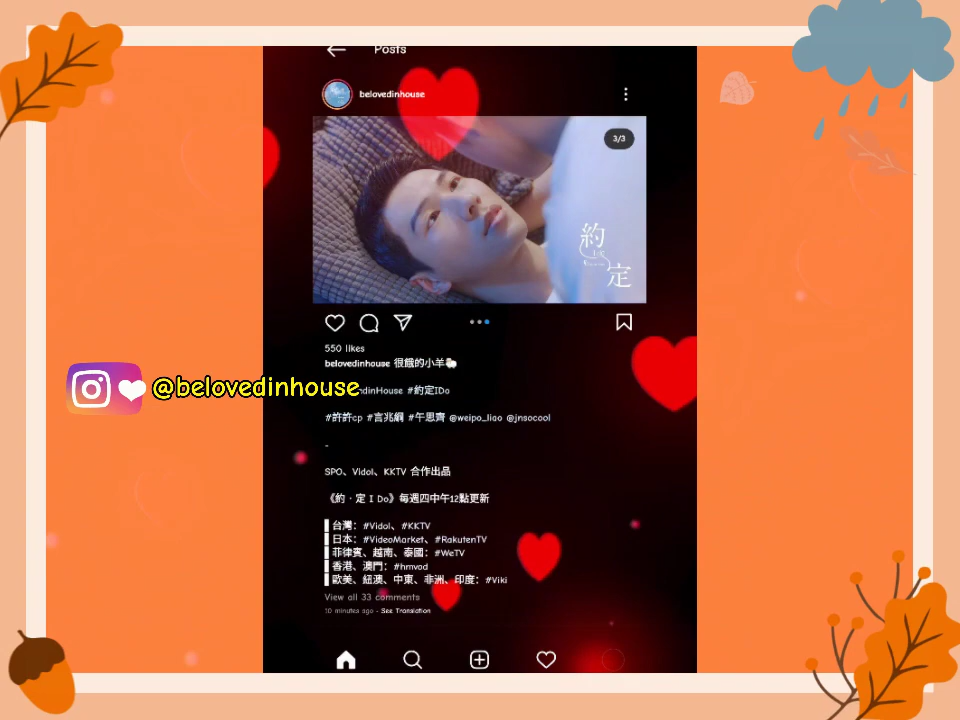 Posts
belovedinhouse
3/3
約
定
550 likes
belovedinhouse 很餓的小羊🐑
@belovedinhouse
dinHouse #約定IDo
#許許cp #言兆綱 #午思齊 @weipo_liao @jnsocool
-
SPO、Vidol、KKTV 合作出品
《約・定 I Do》每週四中午12點更新
▌台灣：#Vidol、#KKTV
▌日本：#VideoMarket、#RakutenTV
▌菲律賓、越南、泰國：#WeTV
▌香港、澳門：#hmvod
▌歐美、紐澳、中東、非洲、印度：#Viki
View all 33 comments
10 minutes ago · See Translation